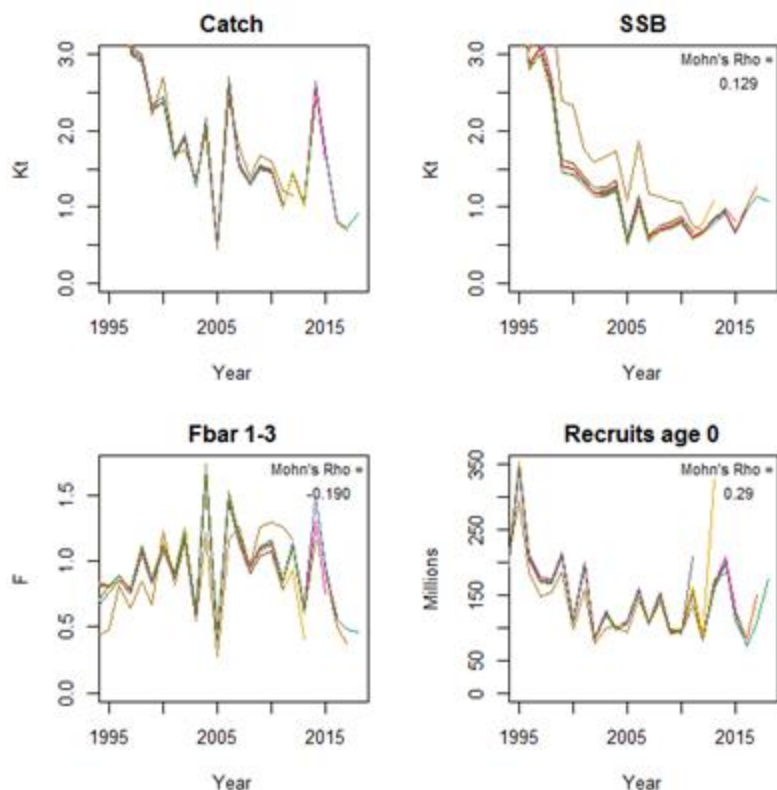 Catch
Kt
0.0 1.0 2.0 3.0
1995 2005 2015
Year
SSB
Mohn's Rho =
0.129
Kt
0.0 1.0 2.0 3.0
1995 2005 2015
Year
Fbar 1-3
Mohn's Rho =
-0.190
F
0.0 0.5 1.0 1.5
1995 2005 2015
Year
Recruits age 0
Mohn's Rho =
0.29
Millions
0 50 150 250 350
1995 2005 2015
Year